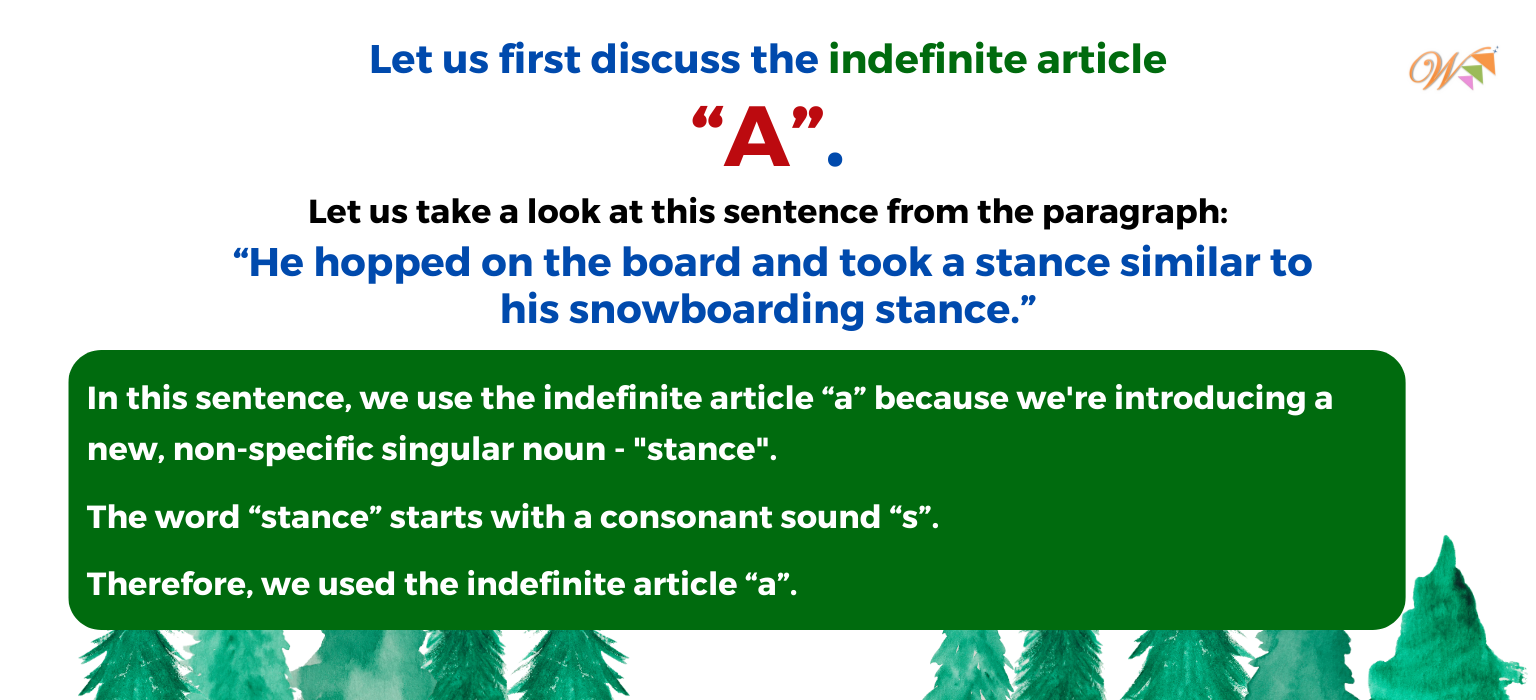 Let us first discuss the indefinite article
“A”.
Let us take a look at this sentence from the paragraph:
“He hopped on the board and took a stance similar to
his snowboarding stance.”
In this sentence, we use the indefinite article “a” because we're introducing a
new, non-specific singular noun - "stance".
The word “stance” starts with a consonant sound “s”.
Therefore, we used the indefinite article “a”.
W